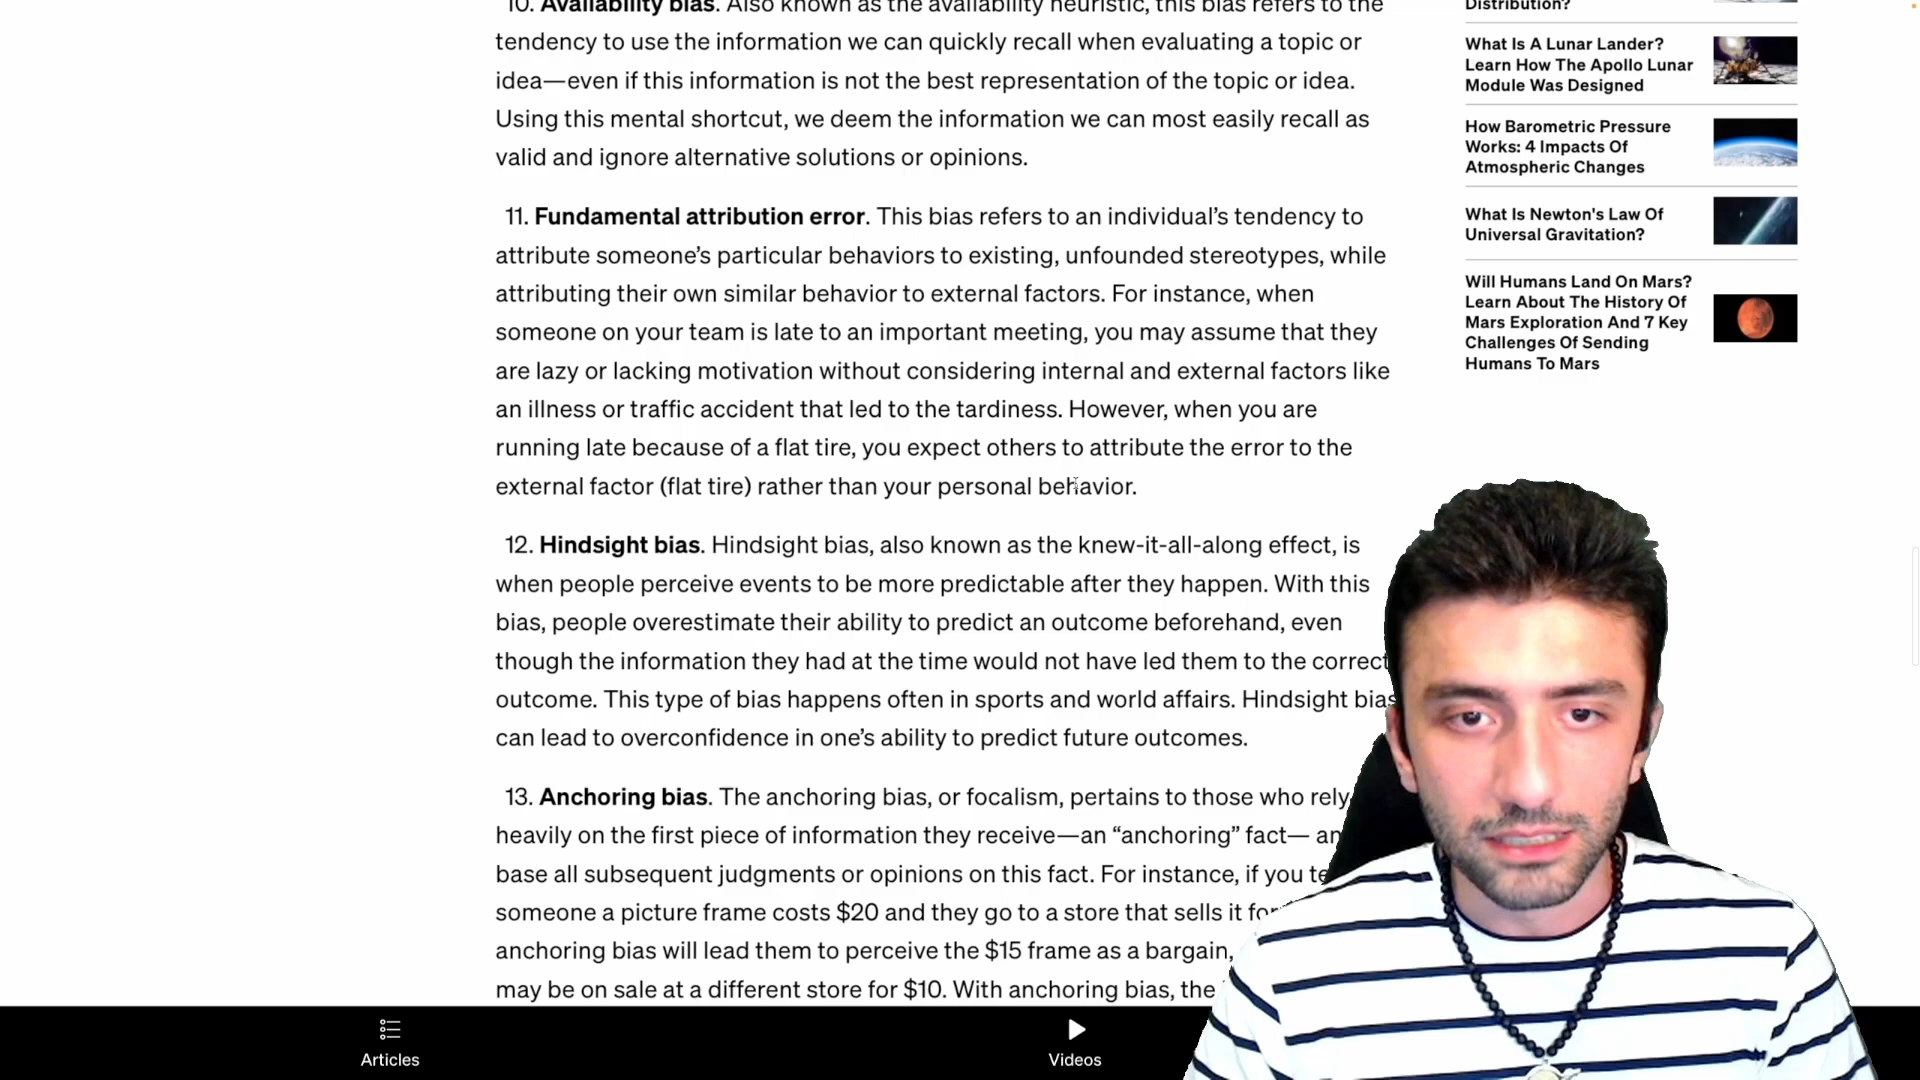 10. Availability bias. Also known as the availability heuristic, this bias refers to the
tendency to use the information we can quickly recall when evaluating a topic or
idea—even if this information is not the best representation of the topic or idea.
Using this mental shortcut, we deem the information we can most easily recall as
valid and ignore alternative solutions or opinions.
11. Fundamental attribution error. This bias refers to an individual’s tendency to
attribute someone’s particular behaviors to existing, unfounded stereotypes, while
attributing their own similar behavior to external factors. For instance, when
someone on your team is late to an important meeting, you may assume that they
are lazy or lacking motivation without considering internal and external factors like
an illness or traffic accident that led to the tardiness. However, when you are
running late because of a flat tire, you expect others to attribute the error to the
external factor (flat tire) rather than your personal behavior.
12. Hindsight bias. Hindsight bias, also known as the knew-it-all-along effect, is
when people perceive events to be more predictable after they happen. With this
bias, people overestimate their ability to predict an outcome beforehand, even
though the information they had at the time would not have led them to the correct
outcome. This type of bias happens often in sports and world affairs. Hindsight bias
can lead to overconfidence in one’s ability to predict future outcomes.
13. Anchoring bias. The anchoring bias, or focalism, pertains to those who rely
heavily on the first piece of information they receive—an “anchoring” fact—
base all subsequent judgments or opinions on this fact. For instance, if you
someone a picture frame costs $20 and they go to a store that sells it
anchoring bias will lead them to perceive the $15 frame as a bargain,
may be on sale at a different store for $10. With anchoring bias, the
Distribution?
What Is A Lunar Lander?
Learn How The Apollo Lunar
Module Was Designed
How Barometric Pressure
Works: 4 Impacts Of
Atmospheric Changes
What Is Newton's Law Of
Universal Gravitation?
Will Humans Land On Mars?
Learn About The History Of
Mars Exploration And 7 Key
Challenges Of Sending
Humans To Mars
Articles
Videos